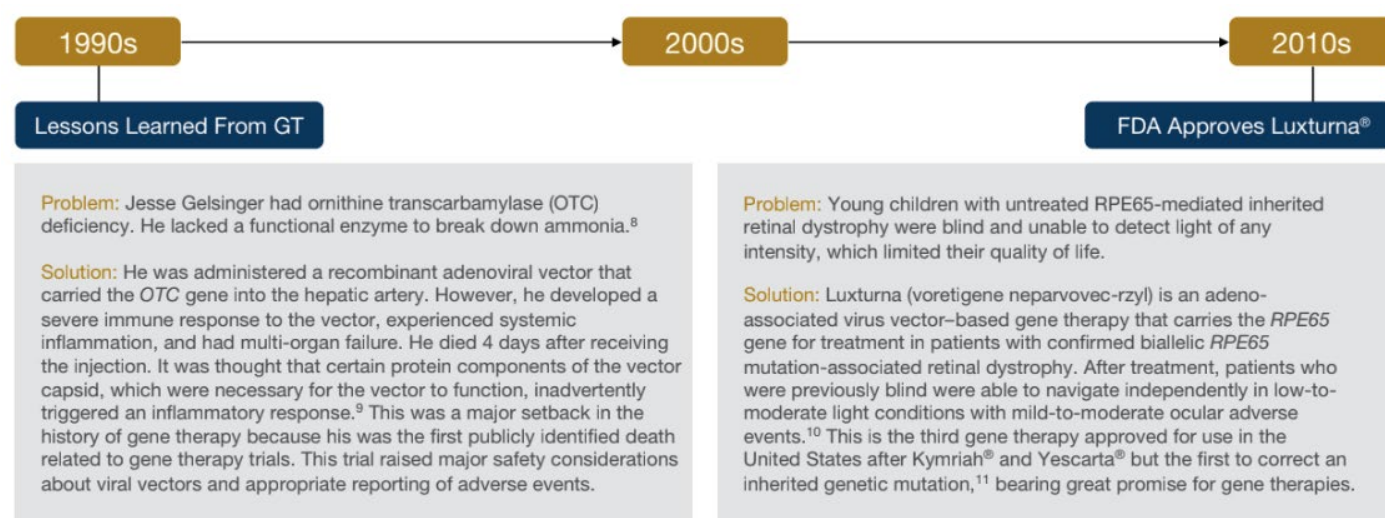 1990s
2000s
2010s
Lessons Learned From GT
FDA Approves Luxturna®
Problem: Jesse Gelsinger had ornithine transcarbamylase (OTC)
deficiency. He lacked a functional enzyme to break down ammonia.⁸
Solution: He was administered a recombinant adenoviral vector that
carried the OTC gene into the hepatic artery. However, he developed a
severe immune response to the vector, experienced systemic
inflammation, and had multi-organ failure. He died 4 days after receiving
the injection. It was thought that certain protein components of the vector
capsid, which were necessary for the vector to function, inadvertently
triggered an inflammatory response.⁹ This was a major setback in the
history of gene therapy because his was the first publicly identified death
related to gene therapy trials. This trial raised major safety considerations
about viral vectors and appropriate reporting of adverse events.
Problem: Young children with untreated RPE65-mediated inherited
retinal dystrophy were blind and unable to detect light of any
intensity, which limited their quality of life.
Solution: Luxturna (voretigene neparvovec-rzyl) is an adeno-
associated virus vector–based gene therapy that carries the RPE65
gene for treatment in patients with confirmed biallelic RPE65
mutation-associated retinal dystrophy. After treatment, patients who
were previously blind were able to navigate independently in low-to-
moderate light conditions with mild-to-moderate ocular adverse
events.¹⁰ This is the third gene therapy approved for use in the
United States after Kymriah® and Yescarta® but the first to correct an
inherited genetic mutation,¹¹ bearing great promise for gene therapies.